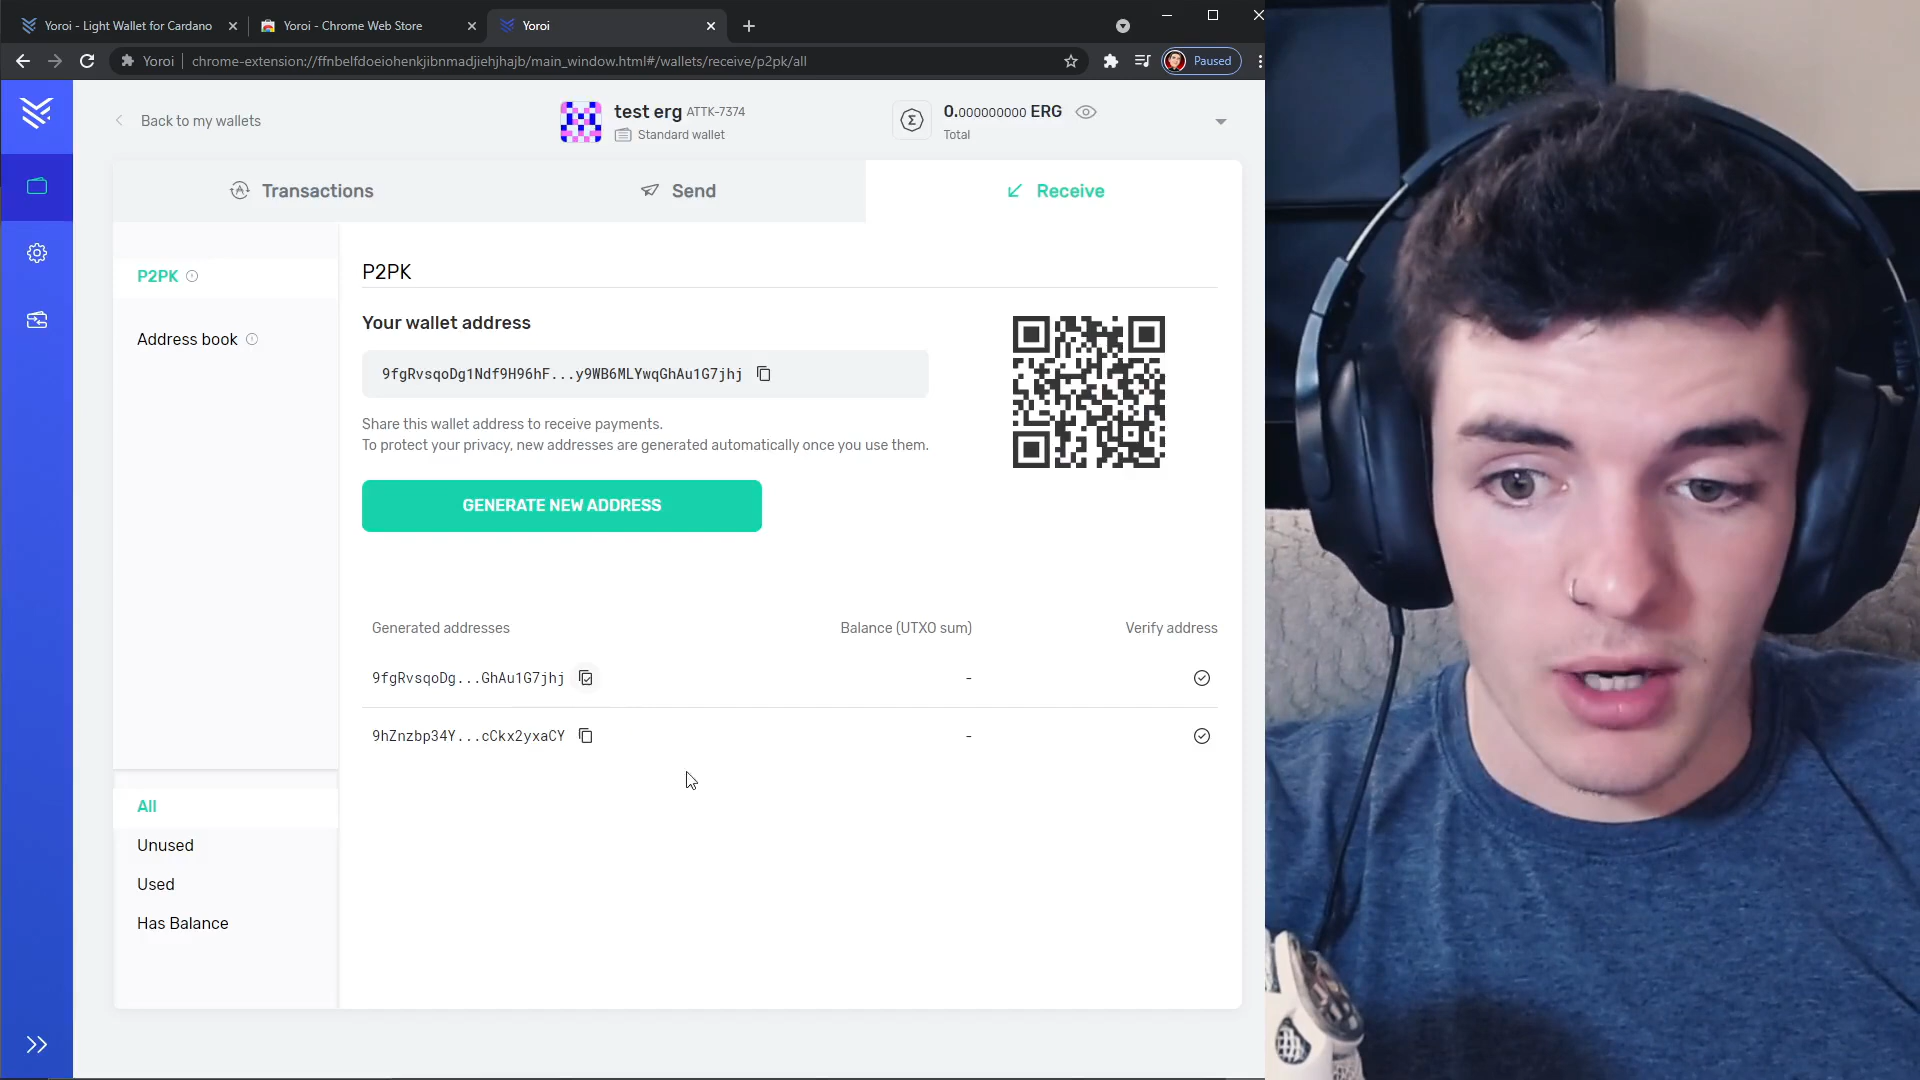 Yoroi - Light Wallet for Cardano
Yoroi - Chrome Web Store
Yoroi
Yoroi
chrome-extension://ffnbelfdoeiohenkjibnmadjiehjhajb/main_window.html#/wallets/receive/p2pk/all
Paused
Back to my wallets
test erg ATTK-7374
Standard wallet
0.000000000 ERG
Total
Transactions
Send
Receive
P2PK
Address book
P2PK
Your wallet address
9fgRvsqoDg1Ndf9H96hF...y9WB6MLYwqGhAu1G7jhj
Share this wallet address to receive payments.
To protect your privacy, new addresses are generated automatically once you use them.
GENERATE NEW ADDRESS
Generated addresses
Balance (UTXO sum)
Verify address
9fgRvsqoDg...GhAu1G7jhj
-
9hZnzbp34Y...cCkx2yxaCY
-
All
Unused
Used
Has Balance